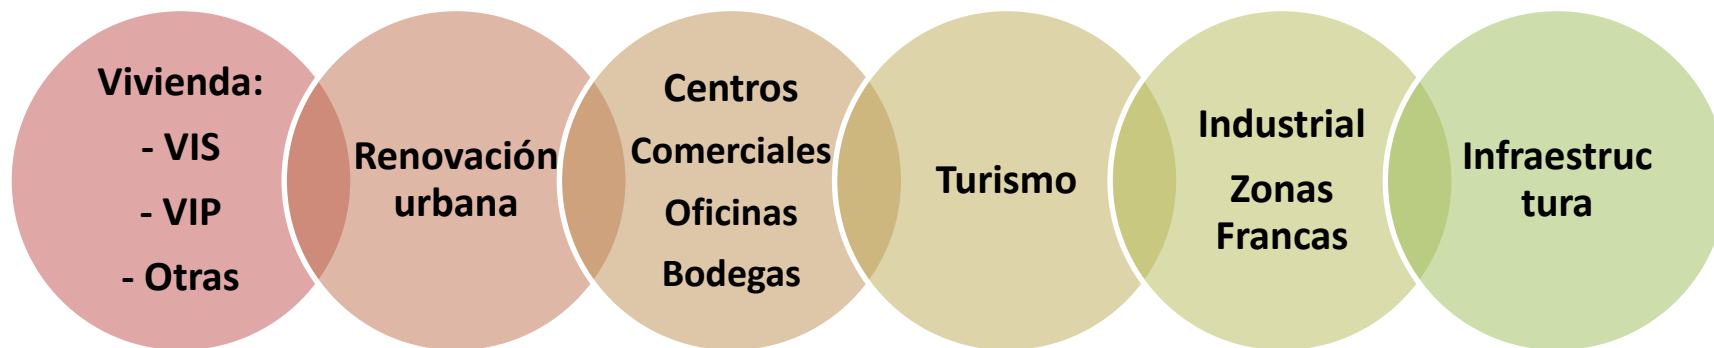 Vivienda:
- VIS
- VIP
- Otras
Renovación
urbana
Centros
Comerciales
Oficinas
Bodegas
Turismo
Industrial
Zonas
Francas
Infraestruc
tura